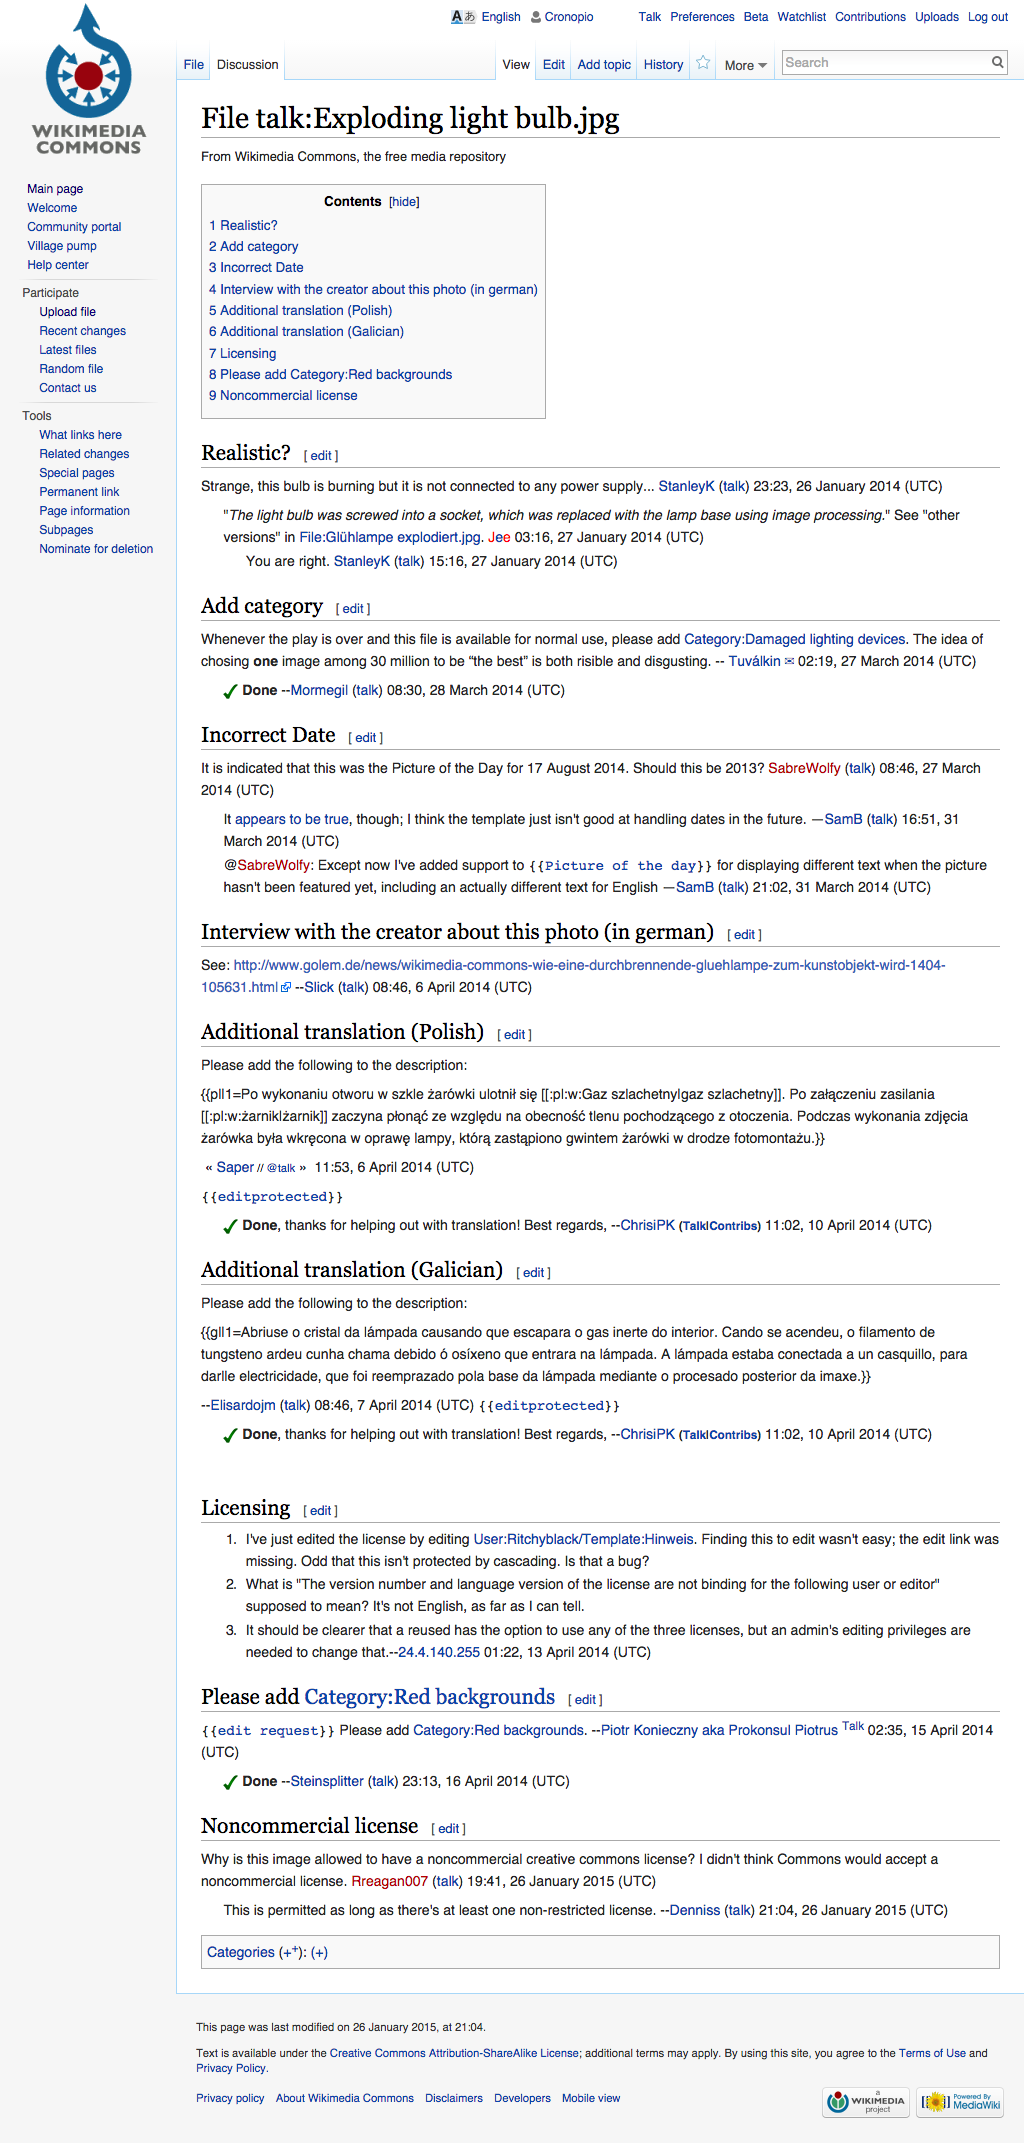 Aあ English Cronopio Talk Preferences Beta Watchlist Contributions Uploads Log out
File Discussion View Edit Add topic History More Search
WIKIMEDIA
COMMONS
Main page
Welcome
Community portal
Village pump
Help center
Participate
Upload file
Recent changes
Latest files
Random file
Contact us
Tools
What links here
Related changes
Special pages
Permanent link
Page information
Subpages
Nominate for deletion
File talk:Exploding light bulb.jpg
From Wikimedia Commons, the free media repository
Contents [hide]
1 Realistic?
2 Add category
3 Incorrect Date
4 Interview with the creator about this photo (in german)
5 Additional translation (Polish)
6 Additional translation (Galician)
7 Licensing
8 Please add Category:Red backgrounds
9 Noncommercial license
Realistic? [ edit ]
Strange, this bulb is burning but it is not connected to any power supply... StanleyK (talk) 23:23, 26 January 2014 (UTC)
"The light bulb was screwed into a socket, which was replaced with the lamp base using image processing." See "other
versions" in File:Glühlampe explodiert.jpg. Jee 03:16, 27 January 2014 (UTC)
You are right. StanleyK (talk) 15:16, 27 January 2014 (UTC)
Add category [ edit ]
Whenever the play is over and this file is available for normal use, please add Category:Damaged lighting devices. The idea of
chosing one image among 30 million to be “the best” is both risible and disgusting. -- Tuválkin ✉ 02:19, 27 March 2014 (UTC)
✓ Done --Mormegil (talk) 08:30, 28 March 2014 (UTC)
Incorrect Date [ edit ]
It is indicated that this was the Picture of the Day for 17 August 2014. Should this be 2013? SabreWolfy (talk) 08:46, 27 March
2014 (UTC)
It appears to be true, though; I think the template just isn't good at handling dates in the future. —SamB (talk) 16:51, 31
March 2014 (UTC)
@SabreWolfy: Except now I've added support to {{Picture of the day}} for displaying different text when the picture
hasn't been featured yet, including an actually different text for English —SamB (talk) 21:02, 31 March 2014 (UTC)
Interview with the creator about this photo (in german) [ edit ]
See: http://www.golem.de/news/wikimedia-commons-wie-eine-durchbrennende-gluehlampe-zum-kunstobjekt-wird-1404-
105631.html --Slick (talk) 08:46, 6 April 2014 (UTC)
Additional translation (Polish) [ edit ]
Please add the following to the description:
{{pl|1=Po wykonaniu otworu w szkle żarówki ulotnił się [[:pl:w:Gaz szlachetny|gaz szlachetny]]. Po załączeniu zasilania
[[:pl:w:żarnik|żarnik]] zaczyna płonąć ze względu na obecność tlenu pochodzącego z otoczenia. Podczas wykonania zdjęcia
żarówka była wkręcona w oprawę lampy, którą zastąpiono gwintem żarówki w drodze fotomontażu.}}
« Saper // @talk » 11:53, 6 April 2014 (UTC)
{{editprotected}}
✓ Done, thanks for helping out with translation! Best regards, --ChrisiPK (Talk|Contribs) 11:02, 10 April 2014 (UTC)
Additional translation (Galician) [ edit ]
Please add the following to the description:
{{gl|1=Abriuse o cristal da lámpada causando que escapara o gas inerte do interior. Cando se acendeu, o filamento de
tungsteno ardeu cunha chama debido ó osíxeno que entrara na lámpada. A lámpada estaba conectada a un casquillo, para
darlle electricidade, que foi reemprazado pola base da lámpada mediante o procesado posterior da imaxe.}}
--Elisardojm (talk) 08:46, 7 April 2014 (UTC) {{editprotected}}
✓ Done, thanks for helping out with translation! Best regards, --ChrisiPK (Talk|Contribs) 11:02, 10 April 2014 (UTC)
Licensing [ edit ]
1. I've just edited the license by editing User:Ritchyblack/Template:Hinweis. Finding this to edit wasn't easy; the edit link was
missing. Odd that this isn't protected by cascading. Is that a bug?
2. What is "The version number and language version of the license are not binding for the following user or editor"
supposed to mean? It's not English, as far as I can tell.
3. It should be clearer that a reused has the option to use any of the three licenses, but an admin's editing privileges are
needed to change that.--24.4.140.255 01:22, 13 April 2014 (UTC)
Please add Category:Red backgrounds [ edit ]
{{edit request}} Please add Category:Red backgrounds. --Piotr Konieczny aka Prokonsul Piotrus Talk 02:35, 15 April 2014
(UTC)
✓ Done --Steinsplitter (talk) 23:13, 16 April 2014 (UTC)
Noncommercial license [ edit ]
Why is this image allowed to have a noncommercial creative commons license? I didn't think Commons would accept a
noncommercial license. Rreagan007 (talk) 19:41, 26 January 2015 (UTC)
This is permitted as long as there's at least one non-restricted license. --Denniss (talk) 21:04, 26 January 2015 (UTC)
Categories (++): (+)
This page was last modified on 26 January 2015, at 21:04.
Text is available under the Creative Commons Attribution-ShareAlike License; additional terms may apply. By using this site, you agree to the Terms of Use and
Privacy Policy.
Privacy policy About Wikimedia Commons Disclaimers Developers Mobile view
a
WIKIMEDIA
project
Powered By
MediaWiki